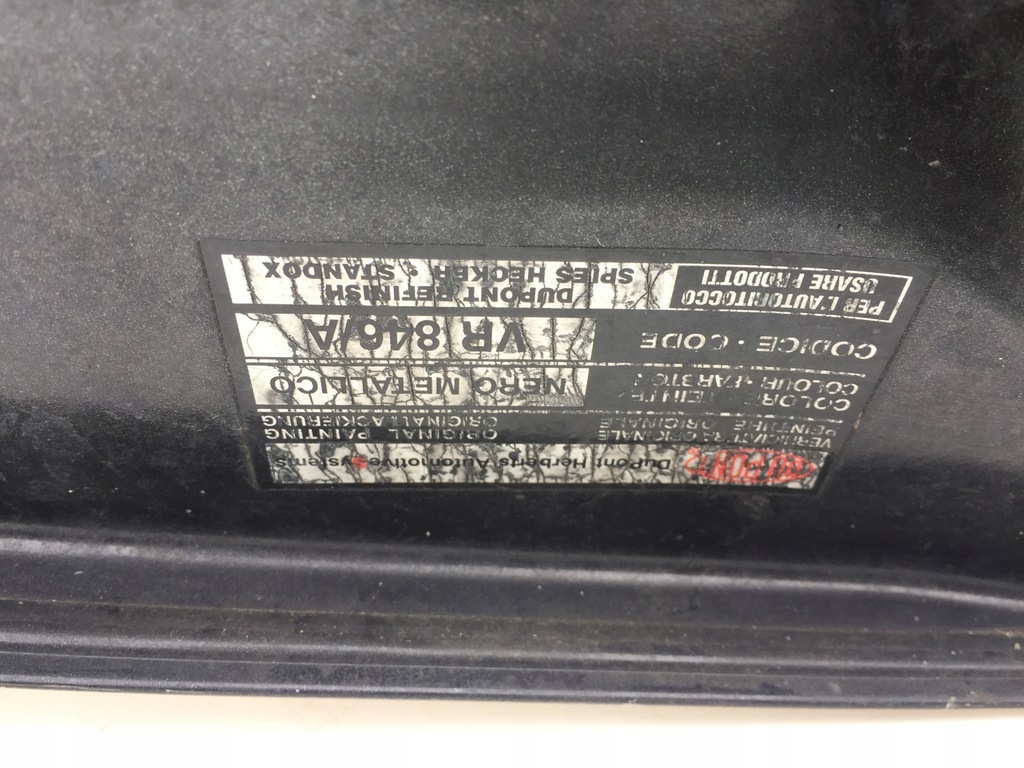 DUPONT DuPont Herberts Automotive Systems
VERNICIATURA ORIGINALE ORIGINAL PAINTING
PEINTURE ORIGINALE ORIGINALLACKIERUNG
COLORE TEINTE NERO METALLICO
COLOUR FARBTON
CODICE • CODE VR 846/A
PER L'AUTORITOCCO DUPONT REFINISH
USARE PRODOTTI SPIES HECKER • STANDOX